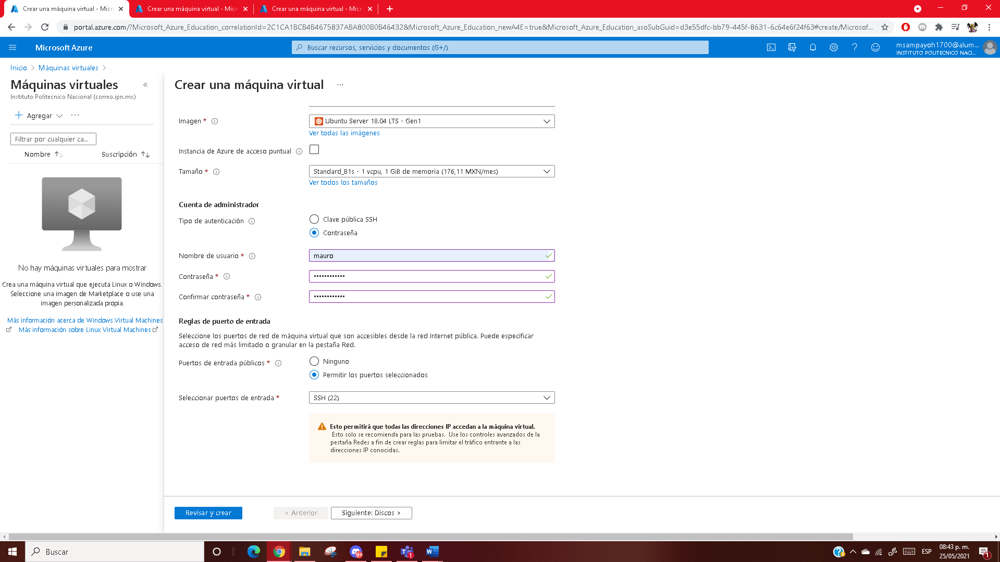 Crear una máquina virtual - Micr
Crear una máquina virtual - Micr
Crear una máquina virtual - Micr
portal.azure.com/?Microsoft_Azure_Education_correlationId=2C1CA1BCB4B4675837ABA800B0B46432&Microsoft_Azure_Education_newA4E=true&Microsoft_Azure_Education_asoSubGuid=d3e55dfc-bb79-445f-8631-6c64e6f24f63#create/Microsof...
Microsoft Azure
Buscar recursos, servicios y documentos (G+/)
msampayoh1700@alum...
INSTITUTO POLITECNICO NACI...
Inicio > Máquinas virtuales >
Máquinas virtuales «
Instituto Politecnico Nacional (correo.ipn.mx)
+ Agregar ...
Filtrar por cualquier ca...
Nombre ↑↓ Suscripción ↑↓
No hay máquinas virtuales para mostrar
Crea una máquina virtual que ejecuta Linux o Windows.
Seleccione una imagen de Marketplace o use una
imagen personalizada propia.
Más información acerca de Windows Virtual Machines
Más información sobre Linux Virtual Machines
Crear una máquina virtual ...
Imagen *
Ubuntu Server 18.04 LTS - Gen1
Ver todas las imágenes
Instancia de Azure de acceso puntual
Tamaño *
Standard_B1s - 1 vcpu, 1 GiB de memoria (176,11 MXN/mes)
Ver todos los tamaños
Cuenta de administrador
Tipo de autenticación
Clave pública SSH
Contraseña
Nombre de usuario *
mauro
Contraseña *
••••••••••••
Confirmar contraseña *
••••••••••••
Reglas de puerto de entrada
Seleccione los puertos de red de máquina virtual que son accesibles desde la red Internet pública. Puede especificar
acceso de red más limitado o granular en la pestaña Red.
Puertos de entrada públicos *
Ninguno
Permitir los puertos seleccionados
Seleccionar puertos de entrada *
SSH (22)
Esto permitirá que todas las direcciones IP accedan a la máquina virtual.
Esto solo se recomienda para las pruebas. Use los controles avanzados de la
pestaña Redes a fin de crear reglas para limitar el tráfico entrante a las
direcciones IP conocidas.
Revisar y crear
< Anterior
Siguiente: Discos >
Buscar
9+
1
ESP
08:43 p. m.
25/05/2021
1